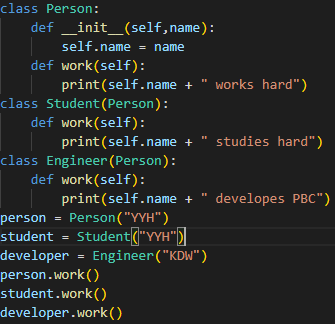 class Person:
    def __init__(self,name):
        self.name = name
    def work(self):
        print(self.name + " works hard")
class Student(Person):
    def work(self):
        print(self.name + " studies hard")
class Engineer(Person):
    def work(self):
        print(self.name + " developes PBC")
person = Person("YYH")
student = Student("YYH")
developer = Engineer("KDW")
person.work()
student.work()
developer.work()